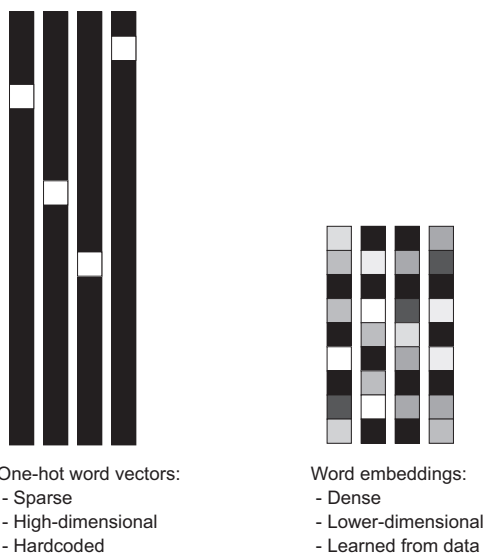 One-hot word vectors:
- Sparse
- High-dimensional
- Hardcoded
Word embeddings:
- Dense
- Lower-dimensional
- Learned from data